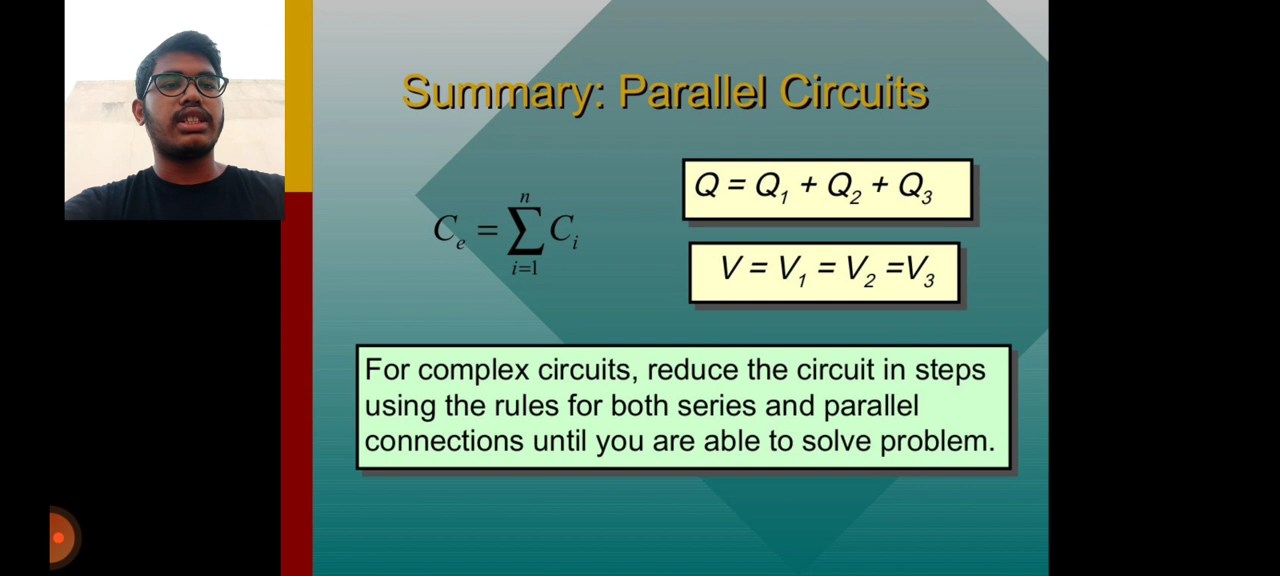 Summary: Parallel Circuits
Q = Q₁ + Q₂ + Q₃
n
Cₑ = ∑ Cᵢ
i=1
V = V₁ = V₂ =V₃
For complex circuits, reduce the circuit in steps
using the rules for both series and parallel
connections until you are able to solve problem.